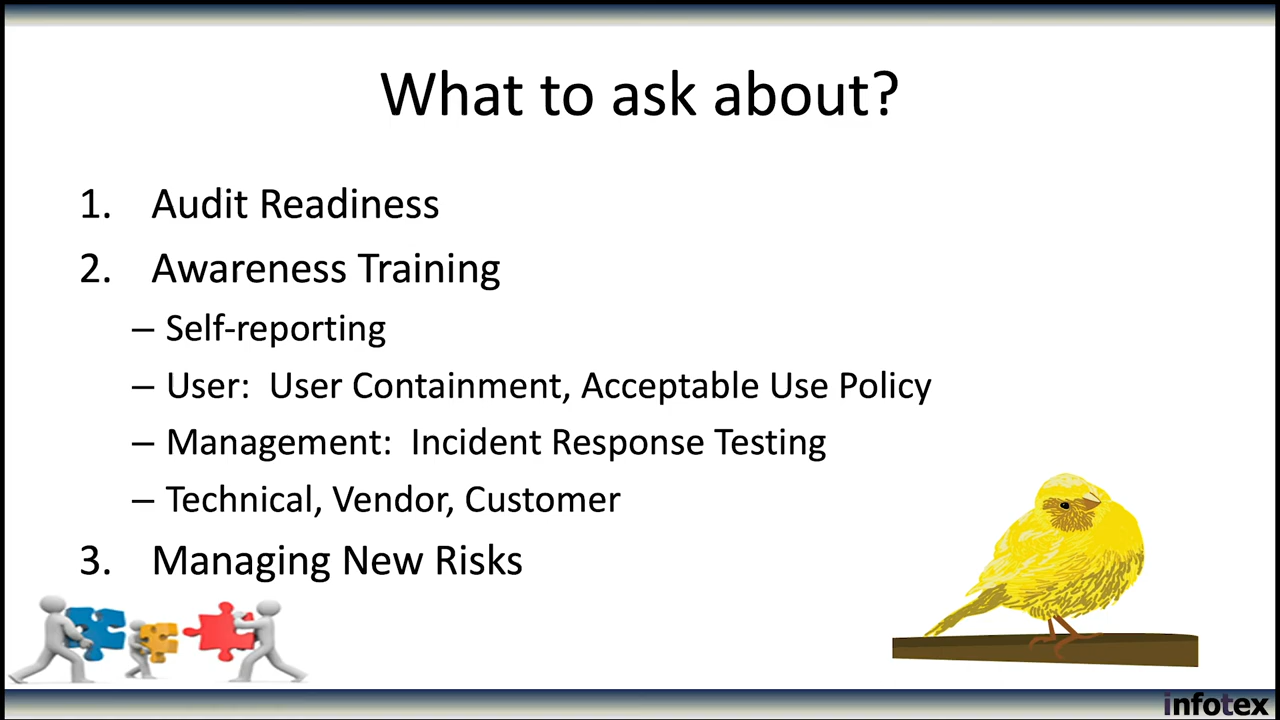 What to ask about?
1. Audit Readiness
2. Awareness Training
– Self-reporting
– User:  User Containment, Acceptable Use Policy
– Management:  Incident Response Testing
– Technical, Vendor, Customer
3. Managing New Risks
infotex